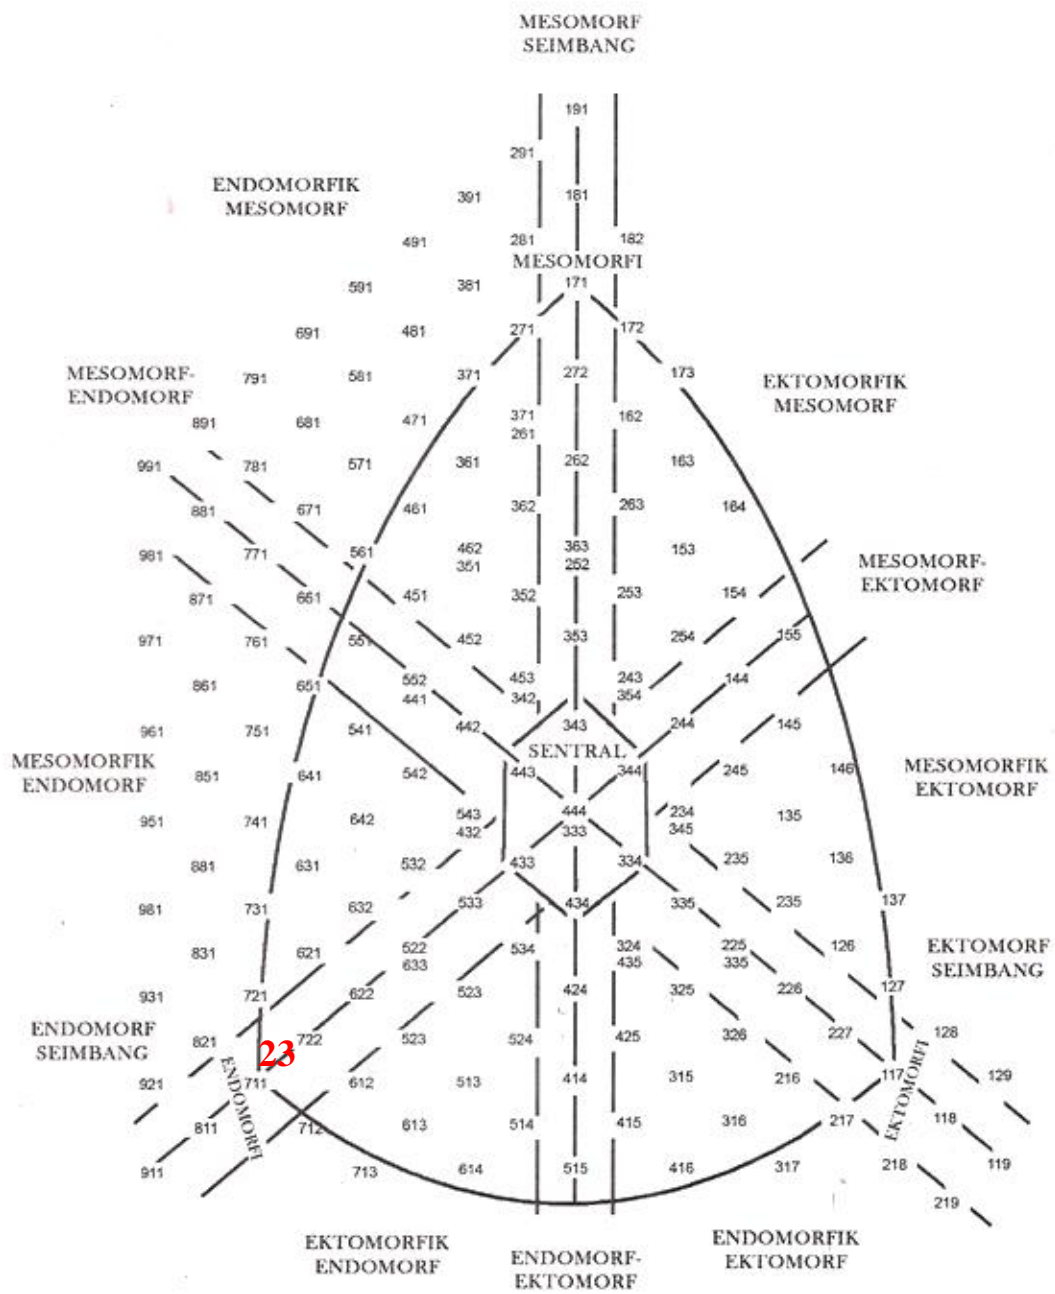 MESOMORF
SEIMBANG
191
291
ENDOMORFIK
MESOMORF
391 181
491 281 182
MESOMORFI
591 381 171
691 481 271 172
MESOMORF-
ENDOMORF
791 581 371 272 173
EKTOMORFIK
MESOMORF
891 681 471 371 162
261
991 781 571 361 262 163
881 671 461 362 263 164
981 771 561 462 363 153
351 252
MESOMORF-
EKTOMORF
871 661 451 352 253 154
971 761 551 452 353 254 155
861 651 552 453 243 144
441 342 354
961 751 541 442 343 244 145
SENTRAL
MESOMORFIK
ENDOMORF
851 641 542 443 344 245 146
MESOMORFIK
EKTOMORF
951 741 642 543 444 234 135
432 333 345
881 631 532 433 334 235 136
981 731 632 533 434 335 235 137
831 621 522 534 324 225 126
633 435 335
EKTOMORF
SEIMBANG
931 721 622 523 424 325 226 127
ENDOMORF
SEIMBANG
821 722 523 524 425 326 227 128
23
921 711 612 513 414 315 216 117 129
ENDOMORFI
EKTOMORFI
811 712 613 514 415 316 217 118
911 713 614 515 416 317 218 119
219
EKTOMORFIK
ENDOMORF
ENDOMORF-
EKTOMORF
ENDOMORFIK
EKTOMORF